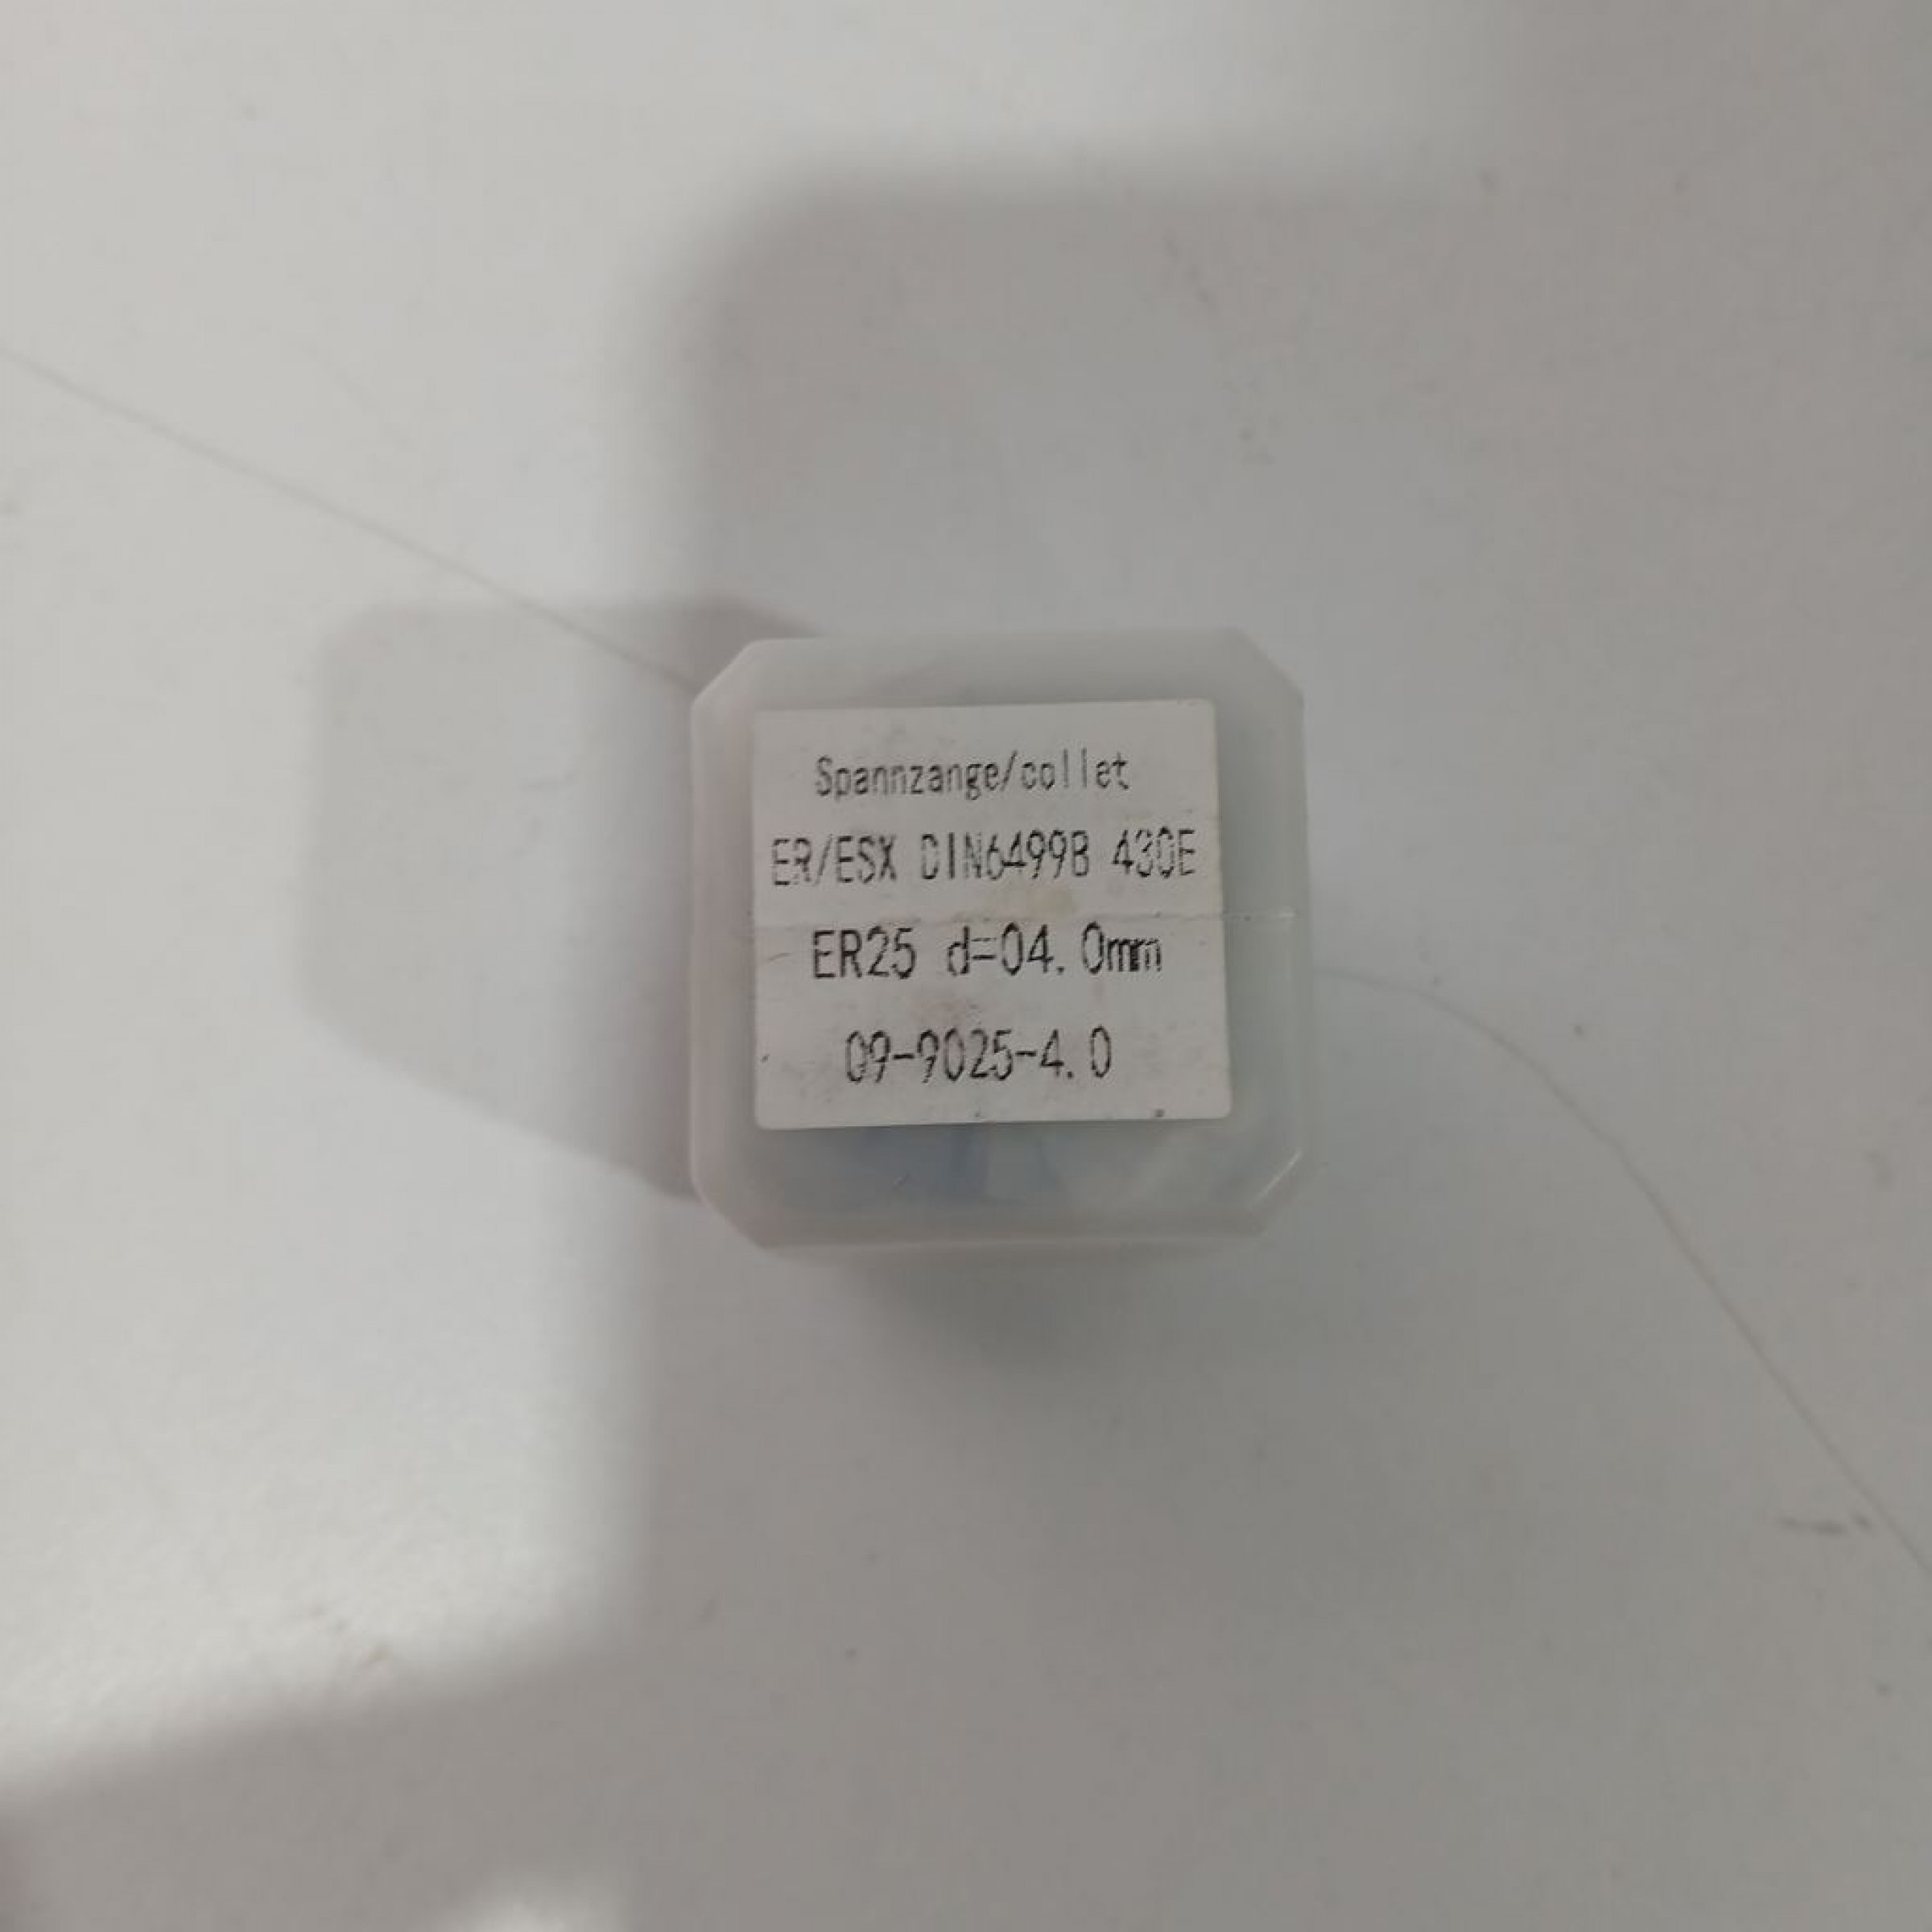 Spannzange/collet
ER/ESX DIN6499B 430E
ER25 d=04.0mm
09-9025-4.0